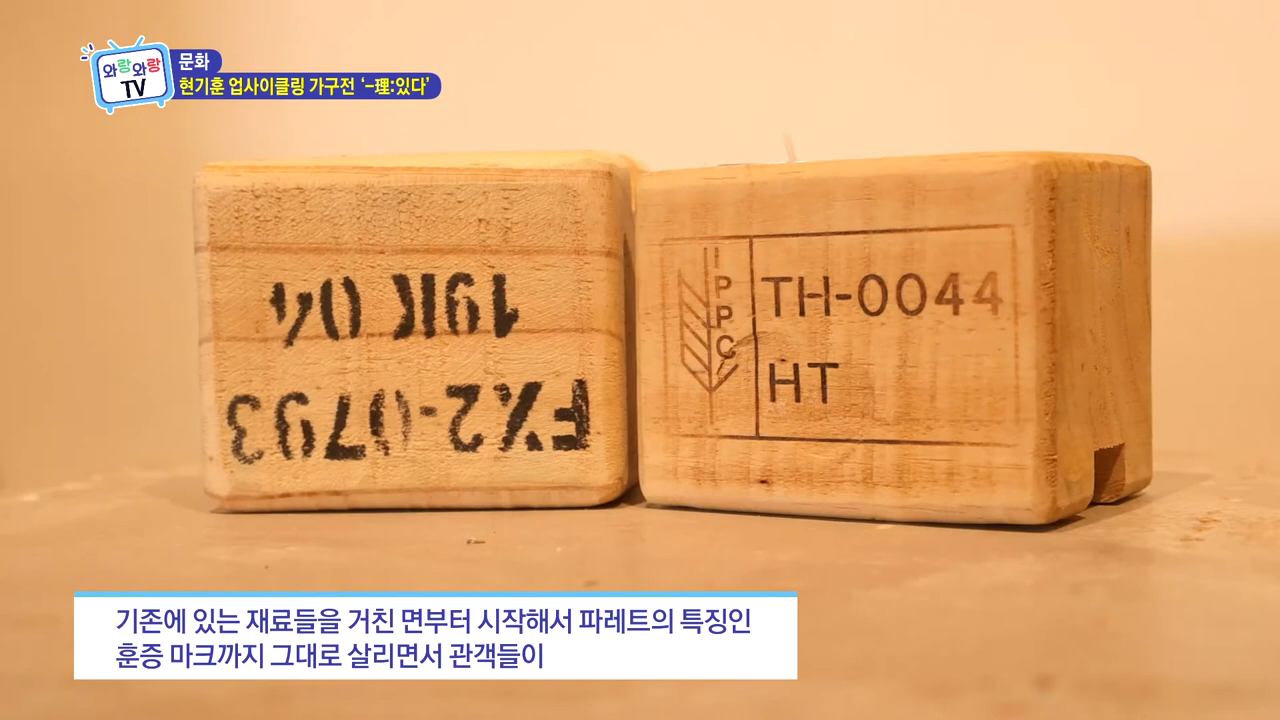 와랑와랑
TV
문화
현기훈 업사이클링 가구전 ‘–理:있다’
FX2-0793
19K 04
IPPC
TH-0044
HT
기존에 있는 재료들을 거친 면부터 시작해서 파레트의 특징인
훈증 마크까지 그대로 살리면서 관객들이